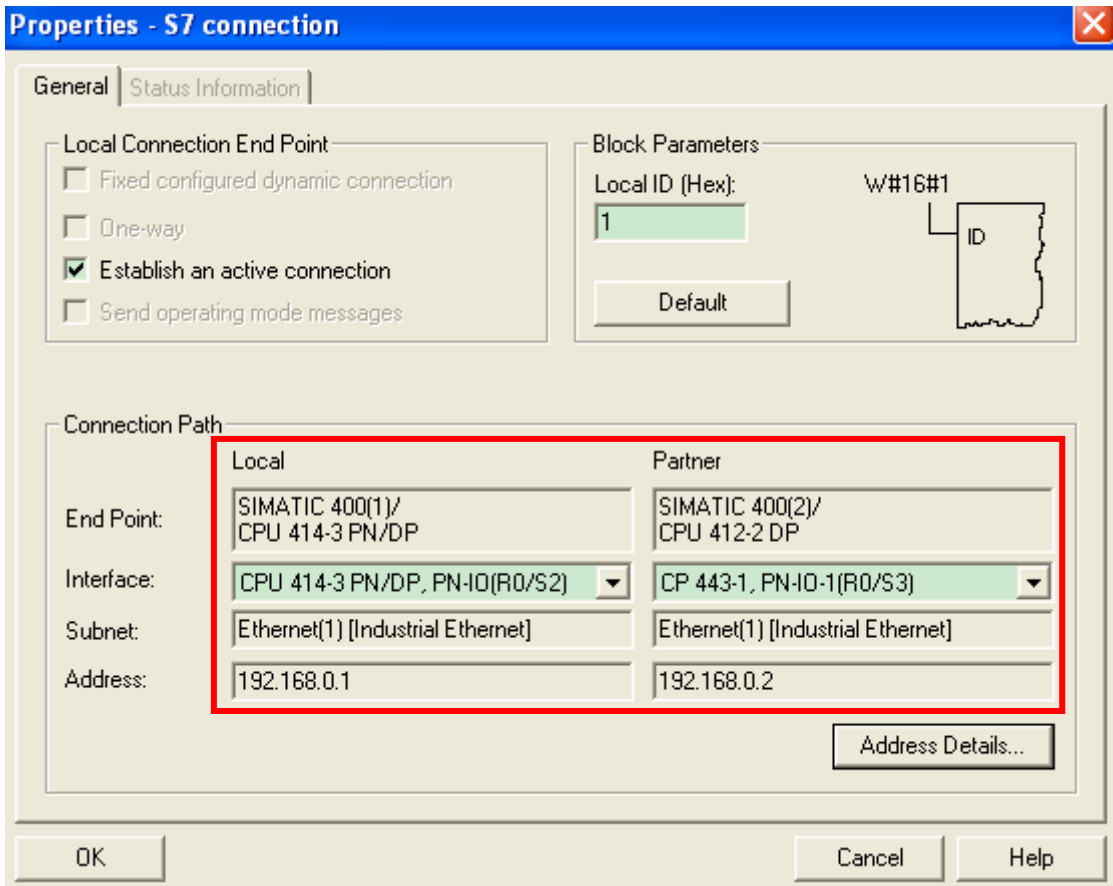 Properties - S7 connection
General
Status Information
Local Connection End Point
Fixed configured dynamic connection
One-way
Establish an active connection
Send operating mode messages
Block Parameters
Local ID (Hex):
W#16#1
1
ID
Default
Connection Path
Local
Partner
End Point:
SIMATIC 400(1)/
CPU 414-3 PN/DP
SIMATIC 400(2)/
CPU 412-2 DP
Interface:
CPU 414-3 PN/DP, PN-IO(R0/S2)
CP 443-1, PN-IO-1(R0/S3)
Subnet:
Ethernet(1) [Industrial Ethernet]
Ethernet(1) [Industrial Ethernet]
Address:
192.168.0.1
192.168.0.2
Address Details...
OK
Cancel
Help